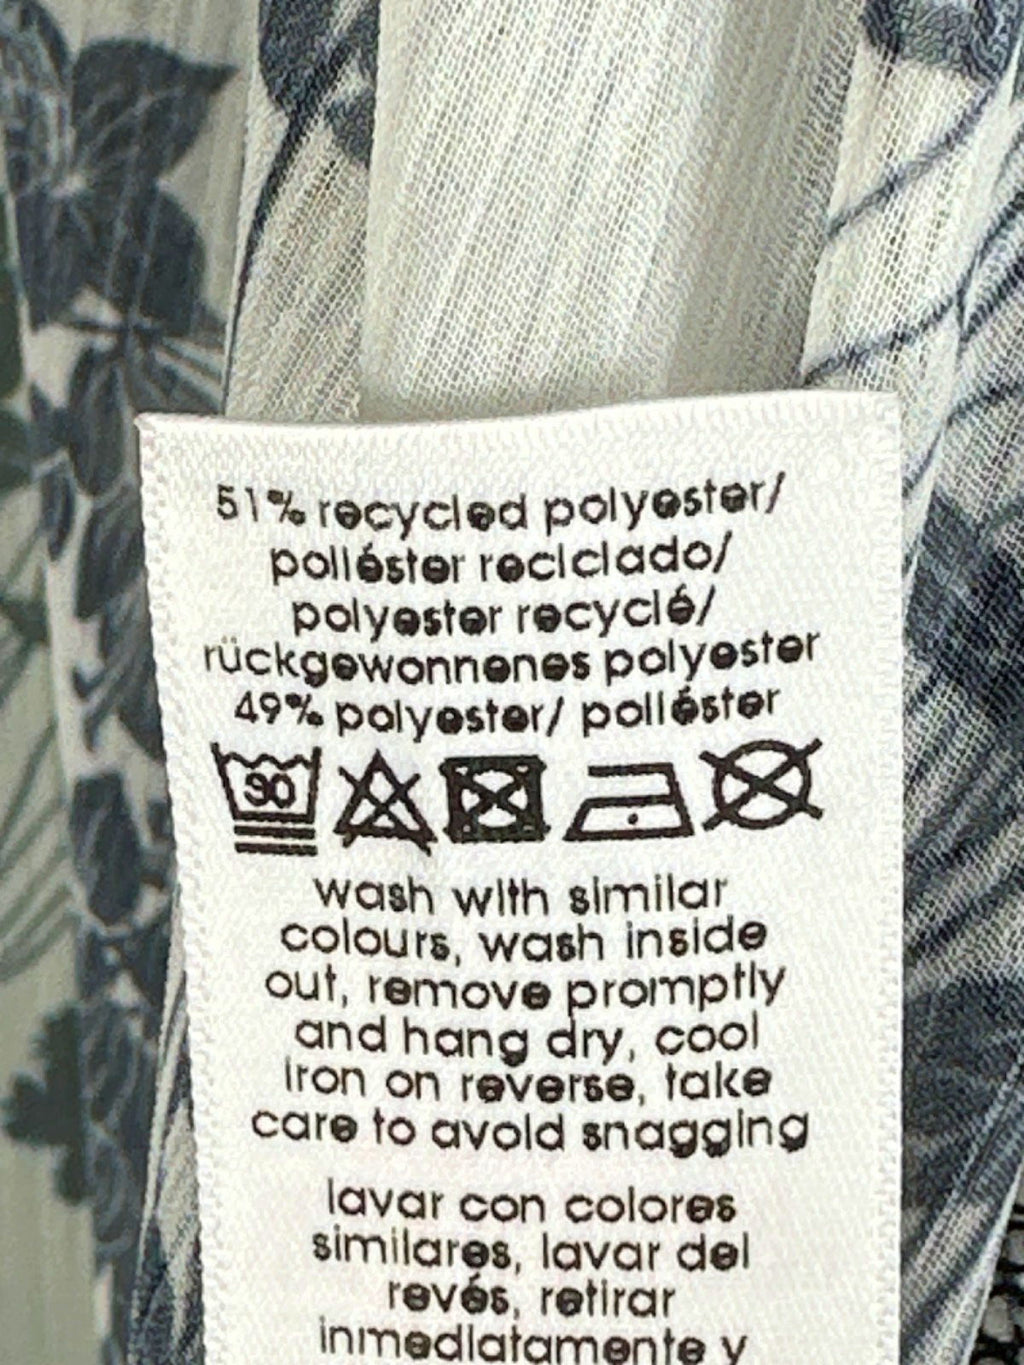 51% recycled polyester/
poliéster reciclado/
polyester recyclé/
rückgewonnenes polyester
49% polyester/ poliéster
30
wash with similar
colours, wash inside
out, remove promptly
and hang dry, cool
iron on reverse, take
care to avoid snagging
lavar con colores
similares, lavar del
revés, retirar
inmediatamente y